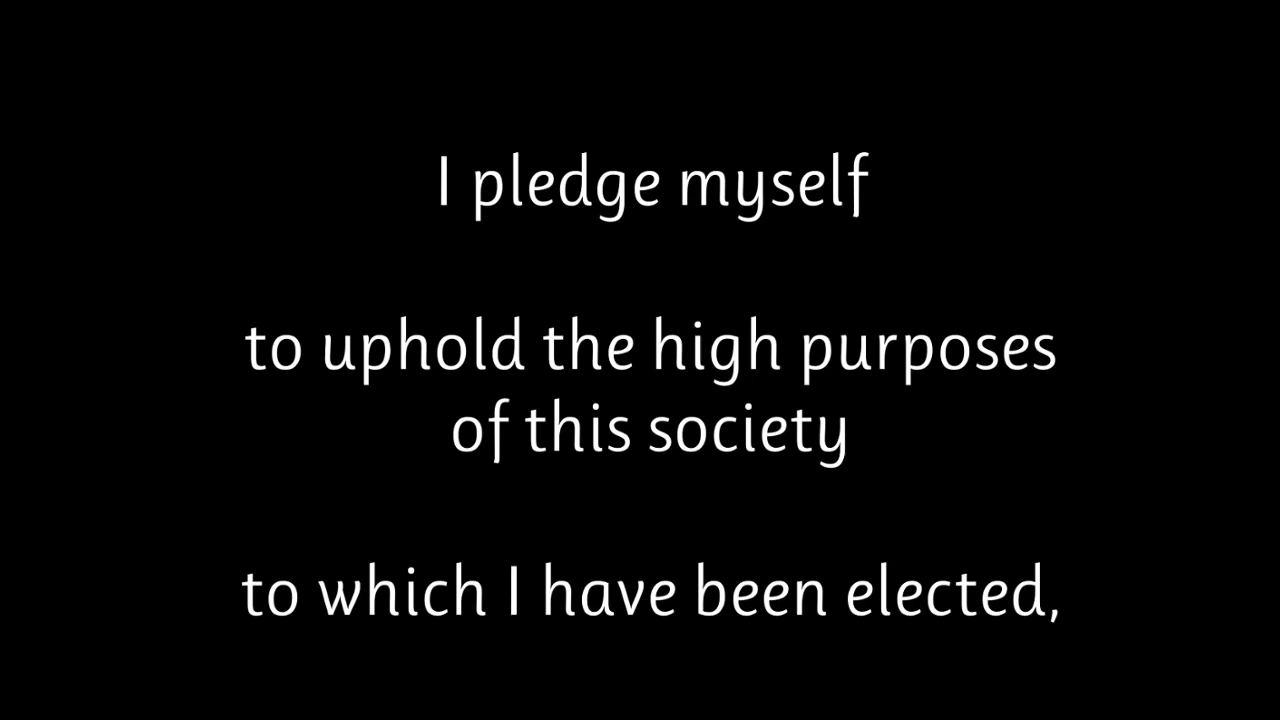 I pledge myself
to uphold the high purposes
of this society
to which I have been elected,